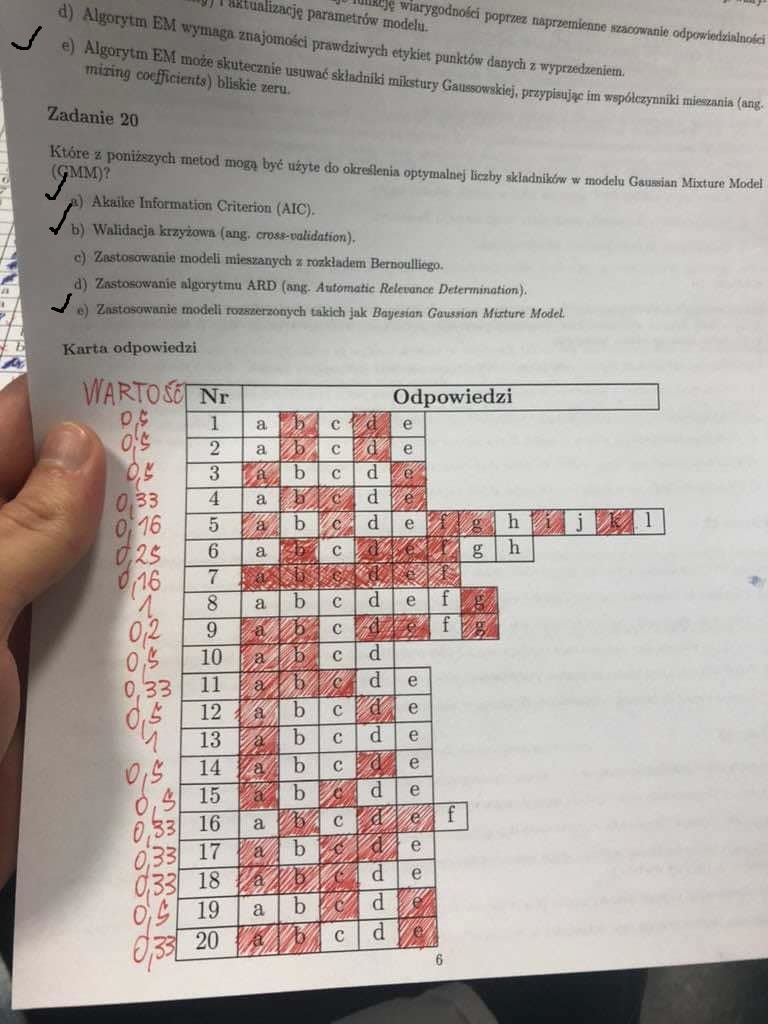 funkcję wiarygodności poprzez naprzemienne szacowanie odpowiedzialności
i aktualizację parametrów modelu.
d) Algorytm EM wymaga znajomości prawdziwych etykiet punktów danych z wyprzedzeniem.
e) Algorytm EM może skutecznie usuwać składniki mikstury Gaussowskiej, przypisując im współczynniki mieszania (ang.
mixing coefficients) bliskie zeru.
Zadanie 20
Które z poniższych metod mogą być użyte do określenia optymalnej liczby składników w modelu Gaussian Mixture Model
(GMM)?
a) Akaike Information Criterion (AIC).
b) Walidacja krzyżowa (ang. cross-validation).
c) Zastosowanie modeli mieszanych z rozkładem Bernoulliego.
d) Zastosowanie algorytmu ARD (ang. Automatic Relevance Determination).
e) Zastosowanie modeli rozszerzonych takich jak Bayesian Gaussian Mixture Model.
Karta odpowiedzi
WARTOŚĆ Nr Odpowiedzi
0,5 1 a b c d e
0,5 2 a b c d e
0,5 3 a b c d e
0,33 4 a b c d e
0,16 5 a b c d e f g h i j k l
0,25 6 a b c d e f g h
0,16 7 a b c d e f
1 8 a b c d e f g
0,2 9 a b c d e f g
0,5 10 a b c d
0,33 11 a b c d e
0,5 12 a b c d e
1 13 a b c d e
0,5 14 a b c d e
0,5 15 a b c d e
0,33 16 a b c d e f
0,33 17 a b c d e
0,33 18 a b c d e
0,5 19 a b c d e
0,33 20 a b c d e
6